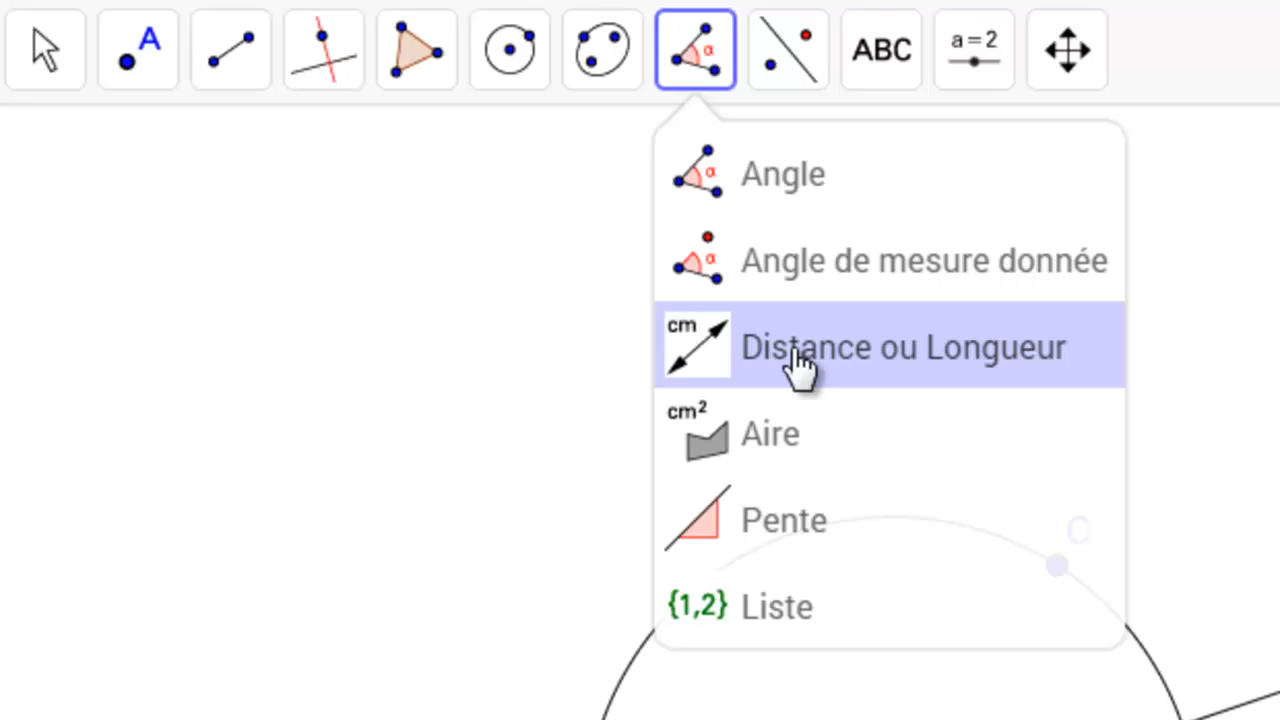 A
α
ABC
a=2
α
Angle
α
Angle de mesure donnée
cm
Distance ou Longueur
cm²
Aire
Pente
{1,2}
Liste